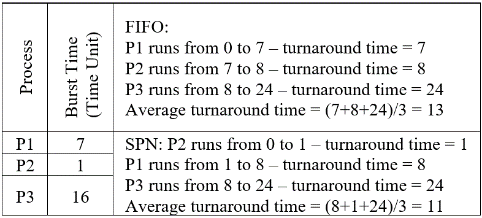 Process
Burst Time
(Time Unit)
FIFO:
P1 runs from 0 to 7 – turnaround time = 7
P2 runs from 7 to 8 – turnaround time = 8
P3 runs from 8 to 24 – turnaround time = 24
Average turnaround time = (7+8+24)/3 = 13
P1 7 SPN: P2 runs from 0 to 1 – turnaround time = 1
P2 1 P1 runs from 1 to 8 – turnaround time = 8
P3 16 P3 runs from 8 to 24 – turnaround time = 24
Average turnaround time = (8+1+24)/3 = 11